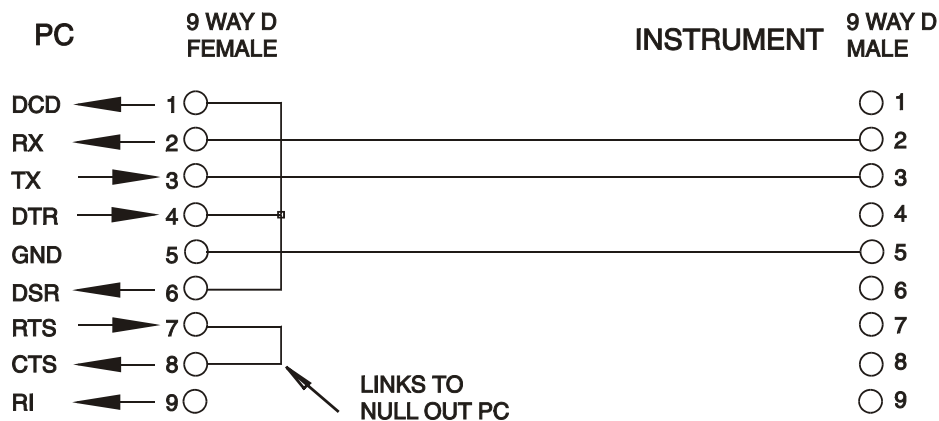 PC
9 WAY D
FEMALE
INSTRUMENT
9 WAY D
MALE
DCD 1 1
RX 2 2
TX 3 3
DTR 4 4
GND 5 5
DSR 6 6
RTS 7 7
CTS 8 8
RI 9 9
LINKS TO
NULL OUT PC